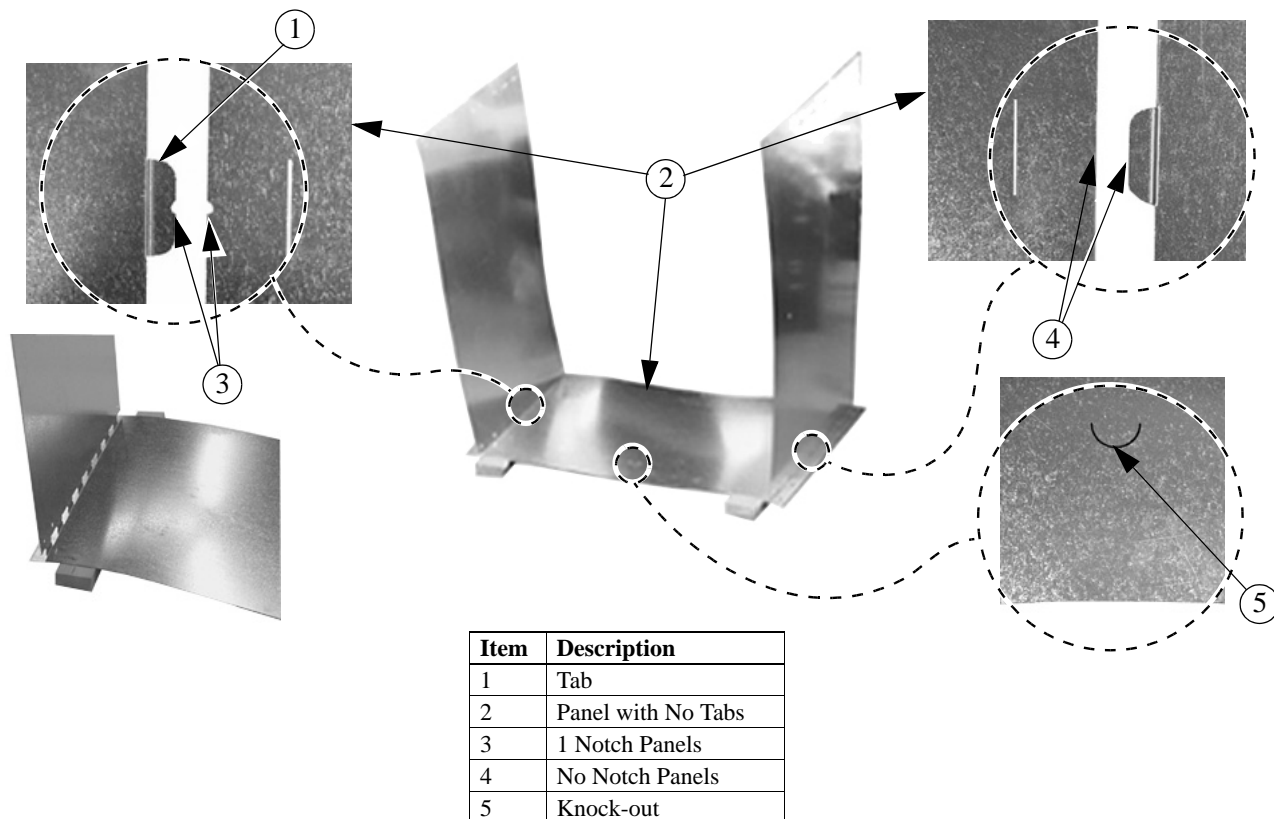 1
2
3
4
5
Item Description
1 Tab
2 Panel with No Tabs
3 1 Notch Panels
4 No Notch Panels
5 Knock-out